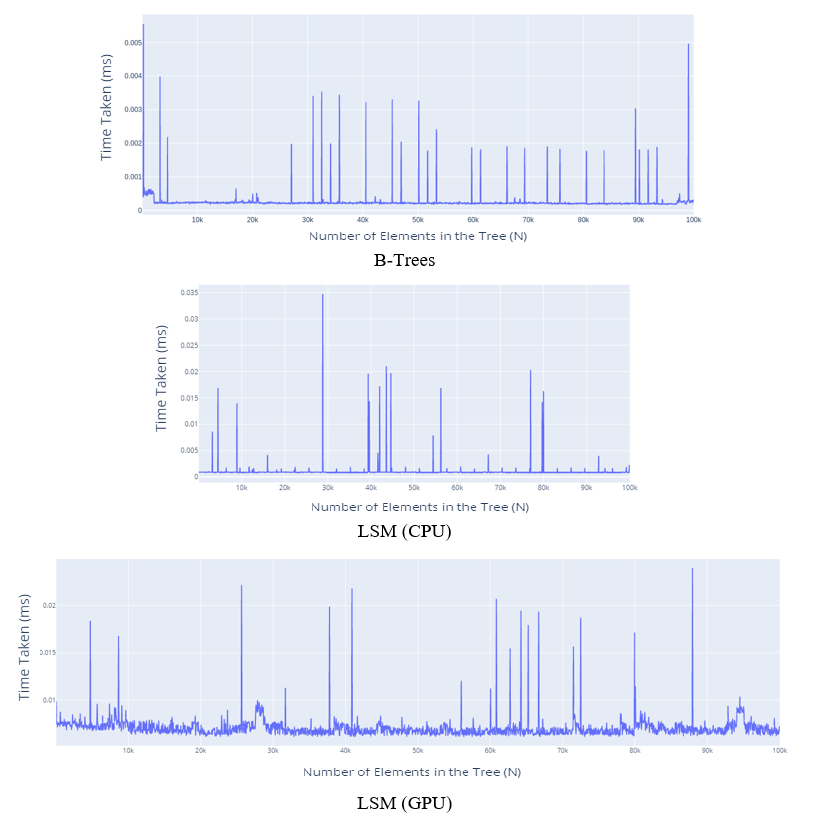 0.005
0.004
0.003
0.002
0.001
0
Time Taken (ms)
10k 20k 30k 40k 50k 60k 70k 80k 90k 100k
Number of Elements in the Tree (N)
B-Trees
0.035
0.03
0.025
0.02
0.015
0.01
0.005
0
Time Taken (ms)
10k 20k 30k 40k 50k 60k 70k 80k 90k 100k
Number of Elements in the Tree (N)
LSM (CPU)
0.02
0.015
0.01
Time Taken (ms)
10k 20k 30k 40k 50k 60k 70k 80k 90k 100k
Number of Elements in the Tree (N)
LSM (GPU)